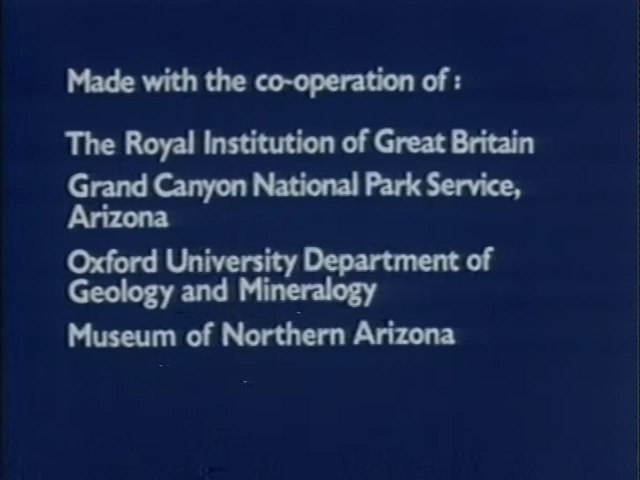 Made with the co-operation of:
The Royal Institution of Great Britain
Grand Canyon National Park Service,
Arizona
Oxford University Department of
Geology and Mineralogy
Museum of Northern Arizona